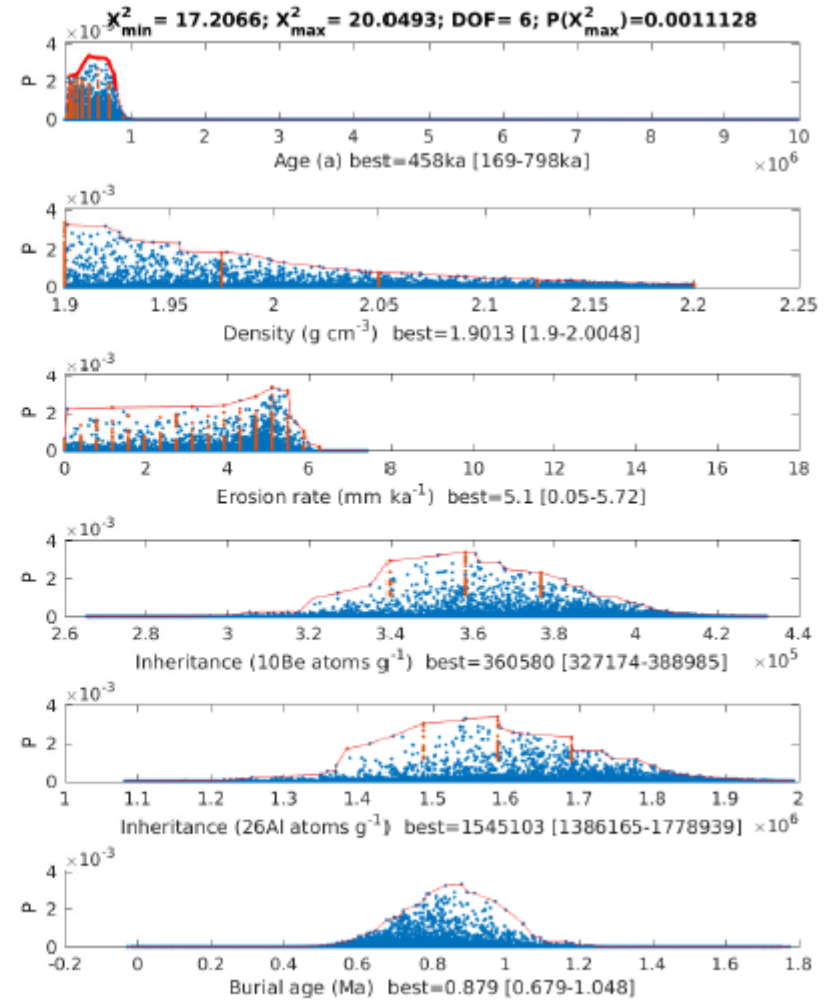 X²min= 17.2066; X²max= 20.0493; DOF= 6; P(X²max)=0.0011128
×10⁻³
4
2
0
P
1 2 3 4 5 6 7 8 9 10
Age (a) best=458ka [169-798ka] ×10⁶
×10⁻³
4
2
0
P
1.9 1.95 2 2.05 2.1 2.15 2.2 2.25
Density (g cm⁻³) best=1.9013 [1.9-2.0048]
×10⁻³
4
2
0
P
0 2 4 6 8 10 12 14 16 18
Erosion rate (mm ka⁻¹) best=5.1 [0.05-5.72]
×10⁻³
4
2
0
P
2.6 2.8 3 3.2 3.4 3.6 3.8 4 4.2 4.4
Inheritance (10Be atoms g⁻¹) best=360580 [327174-388985] ×10⁵
×10⁻³
4
2
0
P
1 1.1 1.2 1.3 1.4 1.5 1.6 1.7 1.8 1.9 2
Inheritance (26Al atoms g⁻¹) best=1545103 [1386165-1778939] ×10⁶
×10⁻³
4
2
0
P
-0.2 0 0.2 0.4 0.6 0.8 1 1.2 1.4 1.6 1.8
Burial age (Ma) best=0.879 [0.679-1.048]